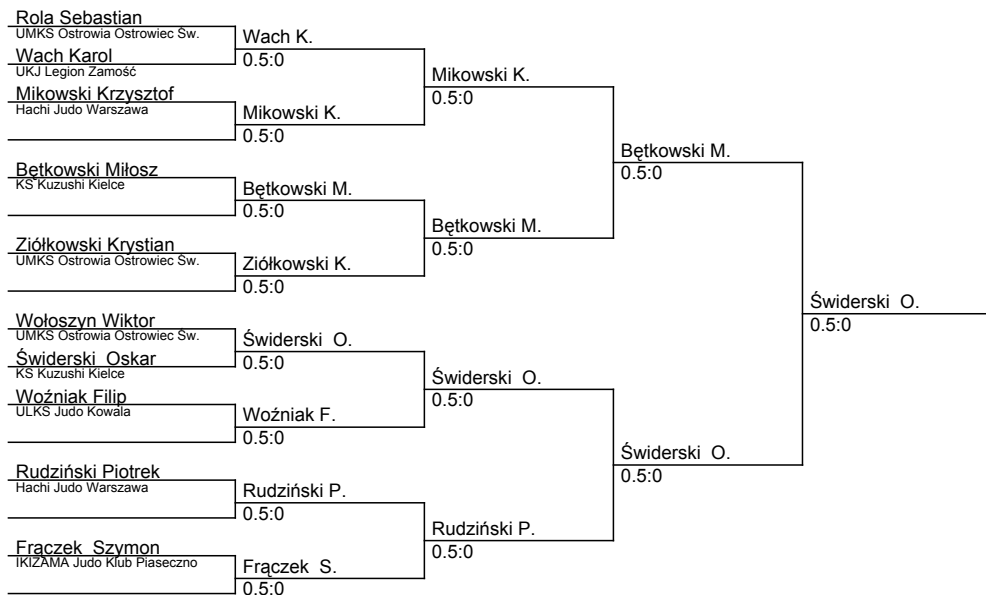 Rola Sebastian
UMKS Ostrowia Ostrowiec Św.
Wach Karol
UKJ Legion Zamość
Mikowski Krzysztof
Hachi Judo Warszawa
Bętkowski Miłosz
KS Kuzushi Kielce
Ziółkowski Krystian
UMKS Ostrowia Ostrowiec Św.
Wołoszyn Wiktor
UMKS Ostrowia Ostrowiec Św.
Świderski Oskar
KS Kuzushi Kielce
Woźniak Filip
ULKS Judo Kowala
Rudziński Piotrek
Hachi Judo Warszawa
Frączek Szymon
IKIZAMA Judo Klub Piaseczno
Wach K.
0.5:0
Mikowski K.
0.5:0
Bętkowski M.
0.5:0
Ziółkowski K.
0.5:0
Świderski O.
0.5:0
Woźniak F.
0.5:0
Rudziński P.
0.5:0
Frączek S.
0.5:0
Mikowski K.
0.5:0
Bętkowski M.
0.5:0
Świderski O.
0.5:0
Rudziński P.
0.5:0
Bętkowski M.
0.5:0
Świderski O.
0.5:0
Świderski O.
0.5:0